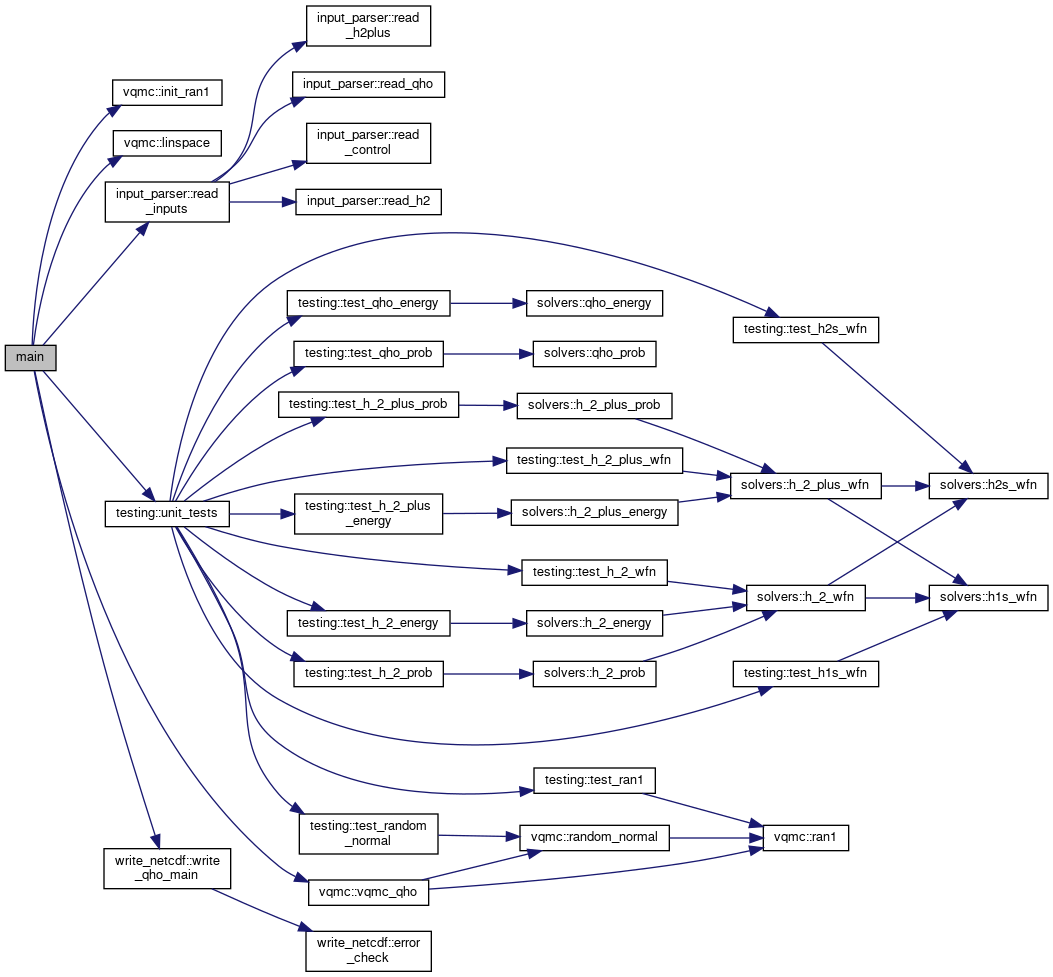 input_parser::read
_h2plus
vqmc::init_ran1
input_parser::read_qho
vqmc::linspace
input_parser::read
_control
input_parser::read
_inputs
input_parser::read_h2
testing::test_qho_energy
solvers::qho_energy
testing::test_h2s_wfn
main
testing::test_qho_prob
solvers::qho_prob
testing::test_h_2_plus_prob
solvers::h_2_plus_prob
testing::test_h_2_plus_wfn
solvers::h_2_plus_wfn
solvers::h2s_wfn
testing::unit_tests
testing::test_h_2_plus
_energy
solvers::h_2_plus_energy
testing::test_h_2_wfn
solvers::h_2_wfn
solvers::h1s_wfn
testing::test_h_2_energy
solvers::h_2_energy
testing::test_h_2_prob
solvers::h_2_prob
testing::test_h1s_wfn
testing::test_ran1
testing::test_random
_normal
vqmc::random_normal
vqmc::ran1
write_netcdf::write
_qho_main
vqmc::vqmc_qho
write_netcdf::error
_check